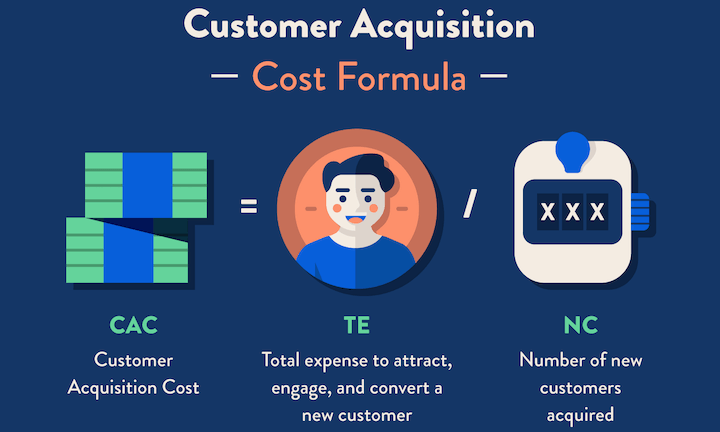 Customer Acquisition
— Cost Formula —
= /
X X X
CAC
Customer
Acquisition Cost
TE
Total expense to attract,
engage, and convert a
new customer
NC
Number of new
customers
acquired